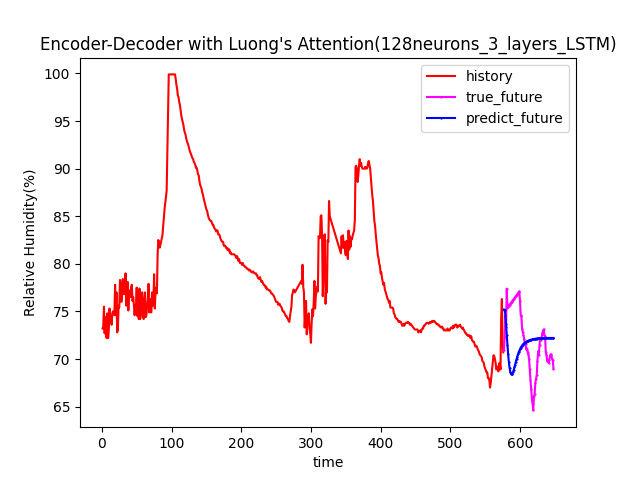 Encoder-Decoder with Luong's Attention(128neurons_3_layers_LSTM)
history
true_future
predict_future
Relative Humidity(%)
100
95
90
85
80
75
70
65
0
100
200
300
400
500
600
time